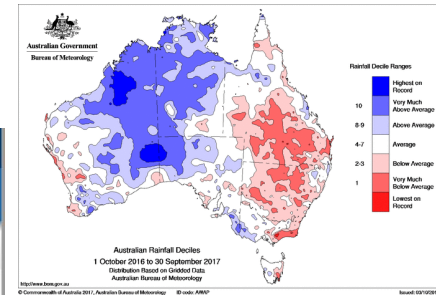 Australian Government
Bureau of Meteorology
Rainfall Decile Ranges
Highest on
Record
10
Very Much
Above Average
8-9
Above Average
4-7
Average
2-3
Below Average
1
Very Much
Below Average
Lowest on
Record
Australian Rainfall Deciles
1 October 2016 to 30 September 2017
Distribution Based on Gridded Data
Australian Bureau of Meteorology
http://www.bom.gov.au
© Commonwealth of Australia 2017, Australian Bureau of Meteorology
ID code: AWAP